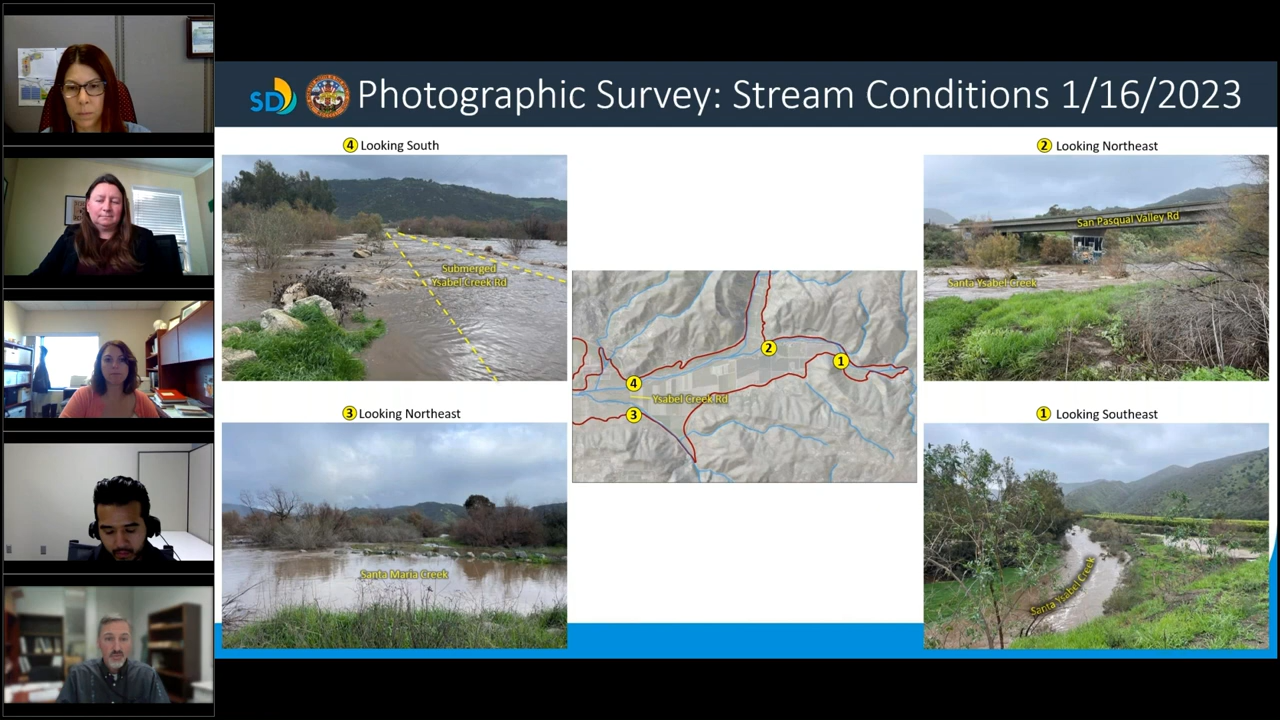 SD
Photographic Survey: Stream Conditions 1/16/2023
4 Looking South
Submerged
Ysabel Creek Rd
2 Looking Northeast
San Pasqual Valley Rd
Santa Ysabel Creek
2
1
4
Ysabel Creek Rd
3
3 Looking Northeast
Santa Maria Creek
1 Looking Southeast
Santa Ysabel Creek